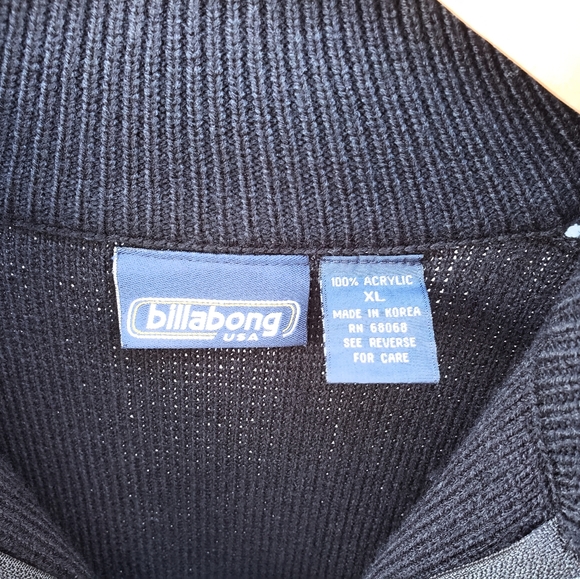 billabong
USA
100% ACRYLIC
XL
MADE IN KOREA
RN 68068
SEE REVERSE
FOR CARE